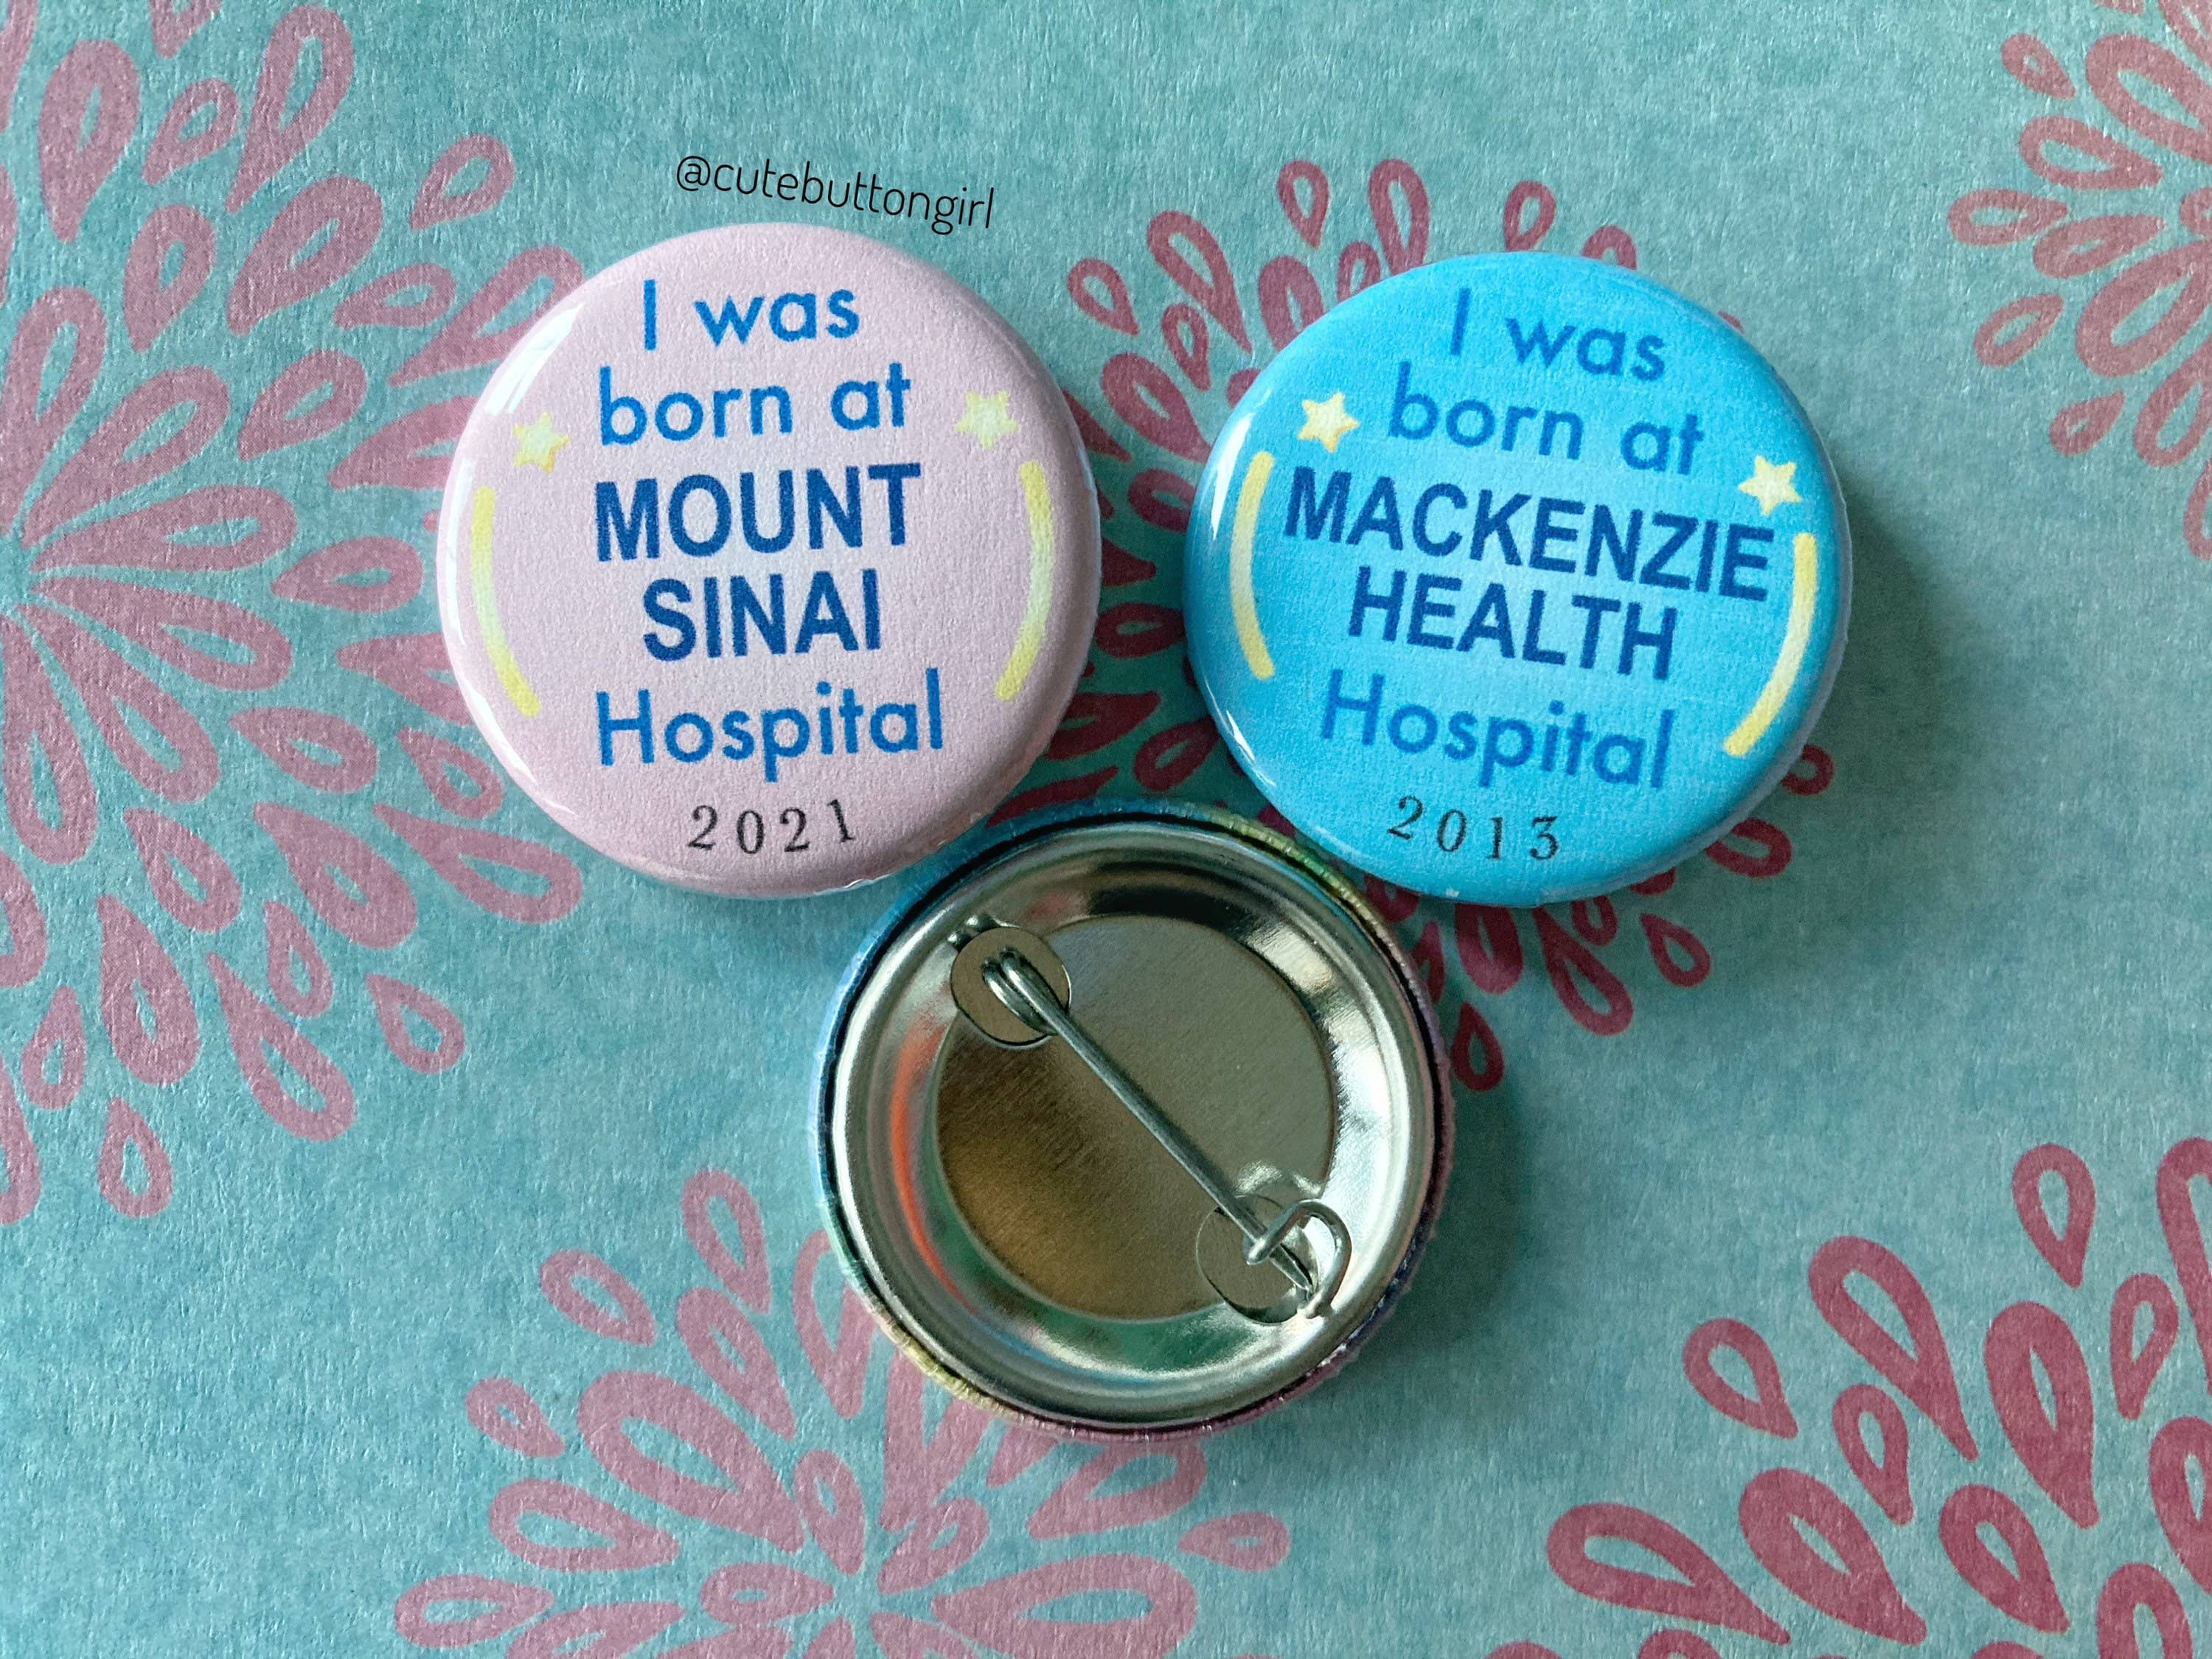 @cutebuttongirl
I was
born at
MOUNT
SINAI
Hospital
2021
I was
born at
MACKENZIE
HEALTH
Hospital
2013